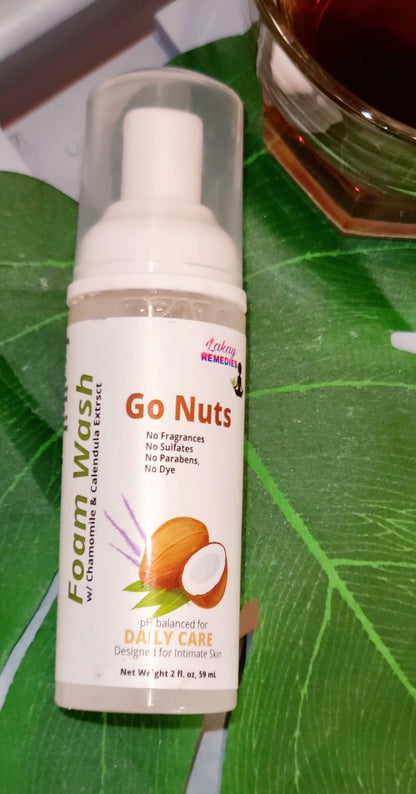 Lakay
REMEDIES
Go Nuts
No Fragrances
No Sulfates
No Parabens,
No Dye
Foam Wash
w/ Chamomile & Calendula Extrsct
pH balanced for
DAILY CARE
Designed for Intimate Skin
Net Weight 2 fl. oz, 59 mL